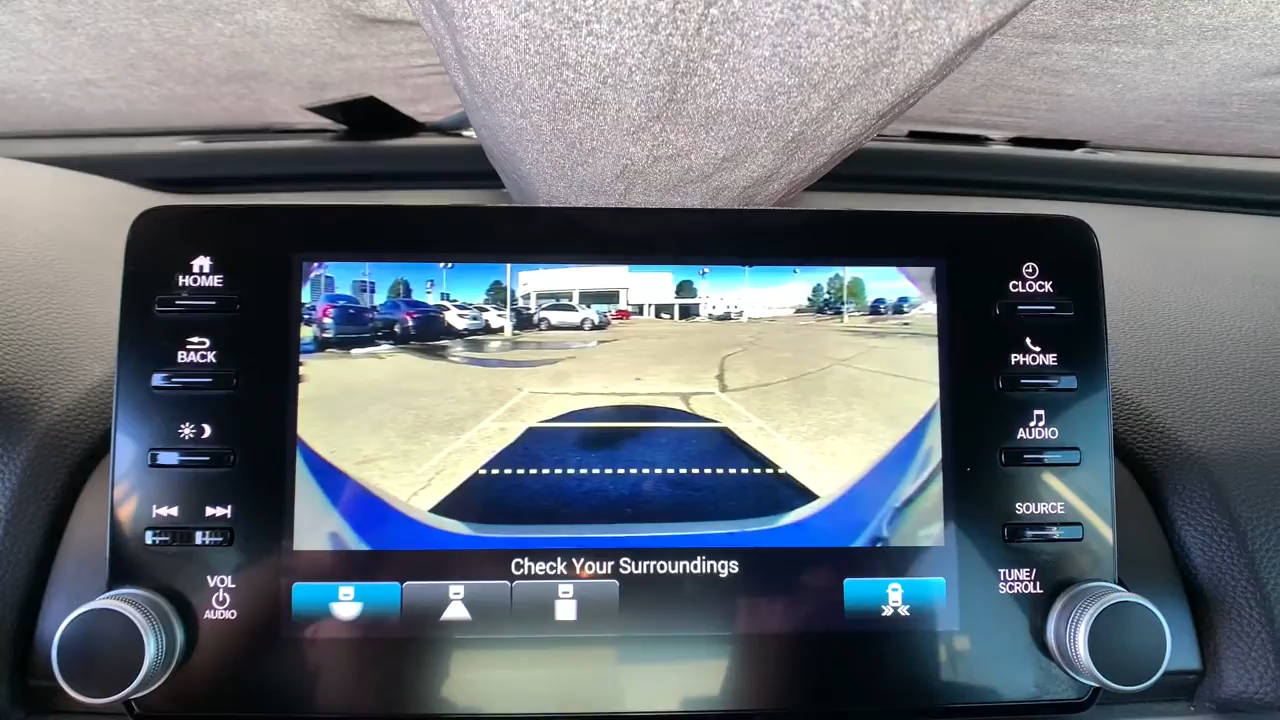 HOME
BACK
VOL
AUDIO
CLOCK
PHONE
AUDIO
SOURCE
TUNE/
SCROLL
Check Your Surroundings